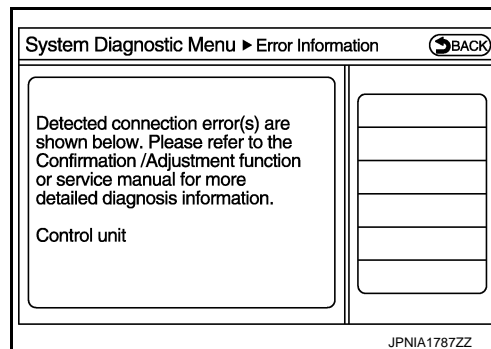 System Diagnostic Menu ▶ Error Information
BACK
Detected connection error(s) are
shown below. Please refer to the
Confirmation /Adjustment function
or service manual for more
detailed diagnosis information.
Control unit
JPNIA1787ZZ